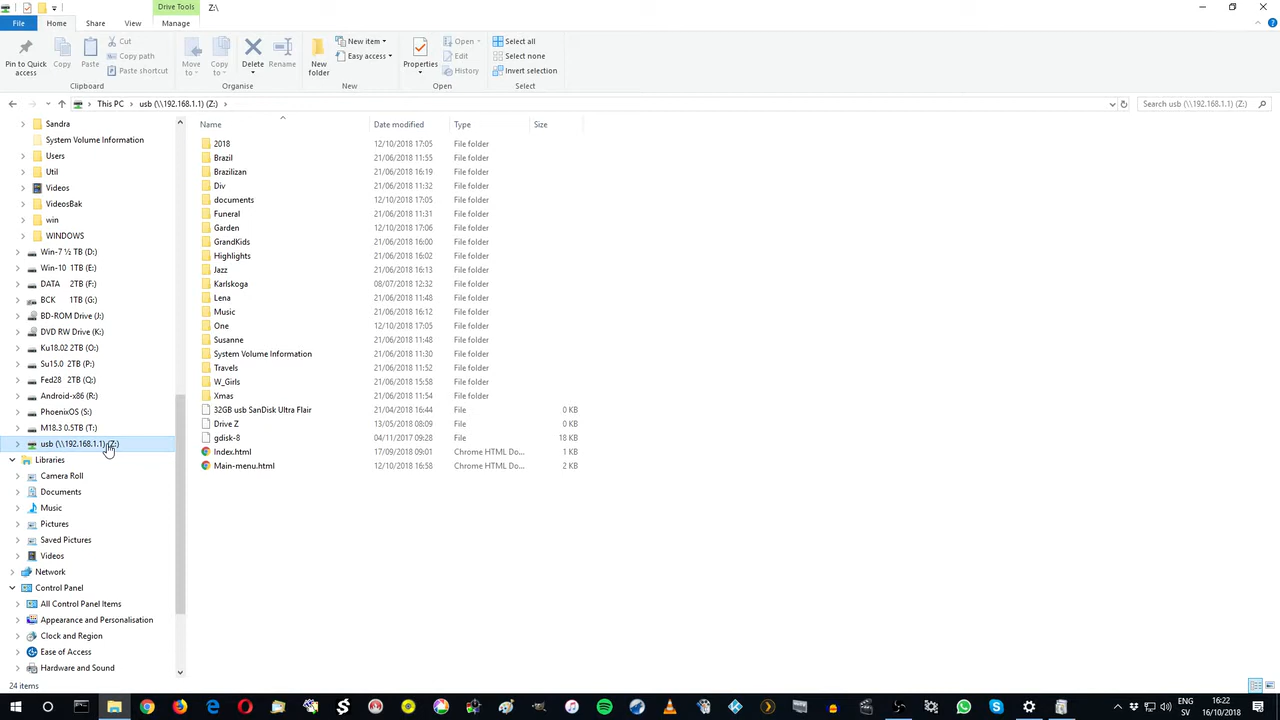 Drive Tools Z:\
File Home Share View Manage
Pin to Quick access
Copy
Paste
Cut
Copy path
Paste shortcut
Clipboard
Move to
Copy to
Delete
Rename
Organise
New folder
New item
Easy access
New
Properties
Open
Edit
History
Open
Select all
Select none
Invert selection
Select
This PC usb (\\192.168.1.1) (Z:)
Search usb (\\192.168.1.1) (Z:)
Sandra
System Volume Information
Users
Util
Videos
VideosBak
win
WINDOWS
Win-7 ½ TB (D:)
Win-10 1TB (E:)
DATA 2TB (F:)
BCK 1TB (G:)
BD-ROM Drive (J:)
DVD RW Drive (K:)
Ku18.02 2TB (O:)
Su15.0 2TB (P:)
Fed28 2TB (Q:)
Android-x86 (R:)
PhoenixOS (S:)
M18.3 0.5TB (T:)
usb (\\192.168.1.1) (Z:)
Libraries
Camera Roll
Documents
Music
Pictures
Saved Pictures
Videos
Network
Control Panel
All Control Panel Items
Appearance and Personalisation
Clock and Region
Ease of Access
Hardware and Sound
Name Date modified Type Size
2018 12/10/2018 17:05 File folder
Brazil 21/06/2018 11:55 File folder
Brazilizan 21/06/2018 16:19 File folder
Div 21/06/2018 11:32 File folder
documents 12/10/2018 17:05 File folder
Funeral 21/06/2018 11:31 File folder
Garden 12/10/2018 17:06 File folder
GrandKids 21/06/2018 16:00 File folder
Highlights 21/06/2018 16:02 File folder
Jazz 21/06/2018 16:13 File folder
Karlskoga 08/07/2018 12:32 File folder
Lena 21/06/2018 11:48 File folder
Music 21/06/2018 16:12 File folder
One 12/10/2018 17:05 File folder
Susanne 21/06/2018 11:48 File folder
System Volume Information 21/06/2018 11:30 File folder
Travels 21/06/2018 11:48 File folder
W_Girls 21/06/2018 15:58 File folder
Xmas 21/06/2018 11:54 File folder
32GB usb SanDisk Ultra Flair 21/04/2018 16:44 File 0 KB
Drive Z 13/05/2018 08:09 File 0 KB
gdisk-8 04/11/2017 09:28 File 18 KB
Index.html 17/09/2018 09:01 Chrome HTML Do... 1 KB
Main-menu.html 12/10/2018 16:58 Chrome HTML Do... 2 KB
24 items
ENG
SV
16:22
16/10/2018